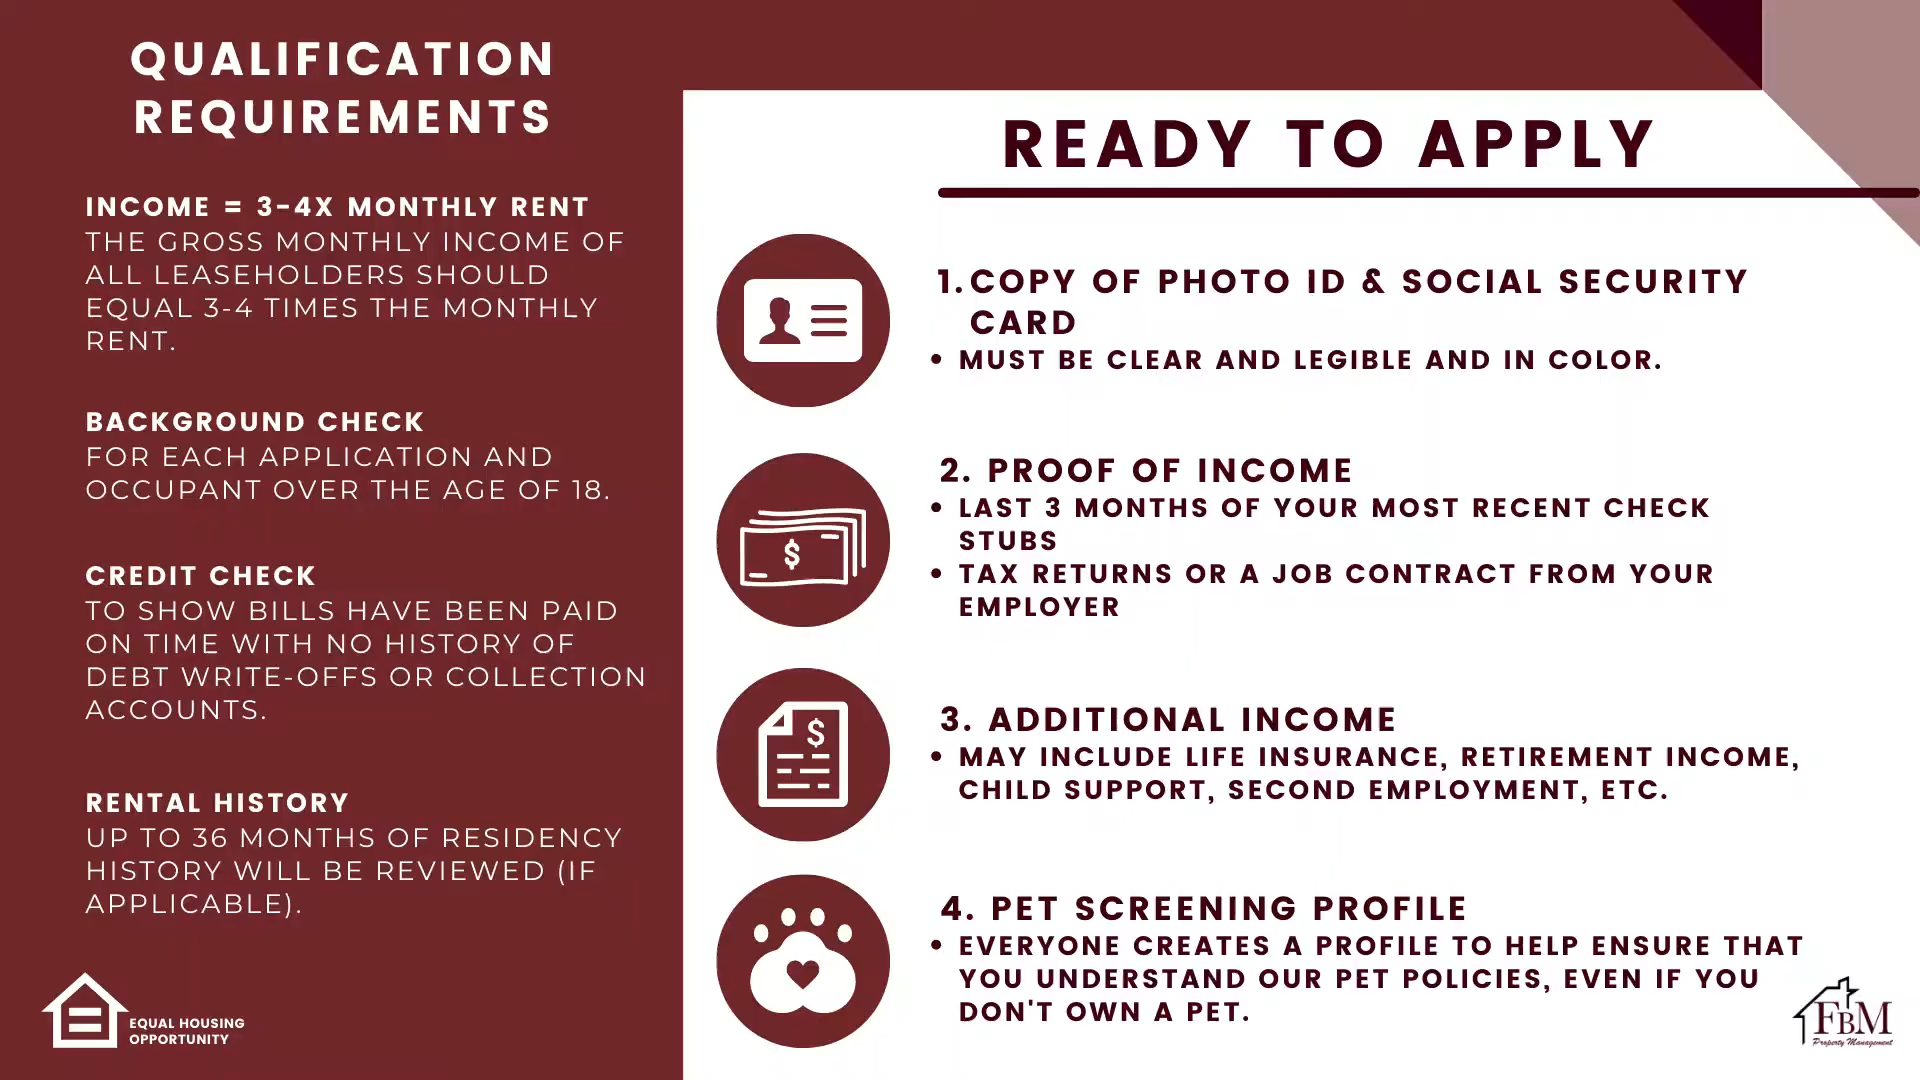 QUALIFICATION
REQUIREMENTS
INCOME = 3-4X MONTHLY RENT
THE GROSS MONTHLY INCOME OF
ALL LEASEHOLDERS SHOULD
EQUAL 3-4 TIMES THE MONTHLY
RENT.
BACKGROUND CHECK
FOR EACH APPLICATION AND
OCCUPANT OVER THE AGE OF 18.
CREDIT CHECK
TO SHOW BILLS HAVE BEEN PAID
ON TIME WITH NO HISTORY OF
DEBT WRITE-OFFS OR COLLECTION
ACCOUNTS.
RENTAL HISTORY
UP TO 36 MONTHS OF RESIDENCY
HISTORY WILL BE REVIEWED (IF
APPLICABLE).
EQUAL HOUSING
OPPORTUNITY
READY TO APPLY
1. COPY OF PHOTO ID & SOCIAL SECURITY
CARD
• MUST BE CLEAR AND LEGIBLE AND IN COLOR.
$
2. PROOF OF INCOME
• LAST 3 MONTHS OF YOUR MOST RECENT CHECK
STUBS
• TAX RETURNS OR A JOB CONTRACT FROM YOUR
EMPLOYER
$
3. ADDITIONAL INCOME
• MAY INCLUDE LIFE INSURANCE, RETIREMENT INCOME,
CHILD SUPPORT, SECOND EMPLOYMENT, ETC.
4. PET SCREENING PROFILE
• EVERYONE CREATES A PROFILE TO HELP ENSURE THAT
YOU UNDERSTAND OUR PET POLICIES, EVEN IF YOU
DON'T OWN A PET.
FBM
Property Management